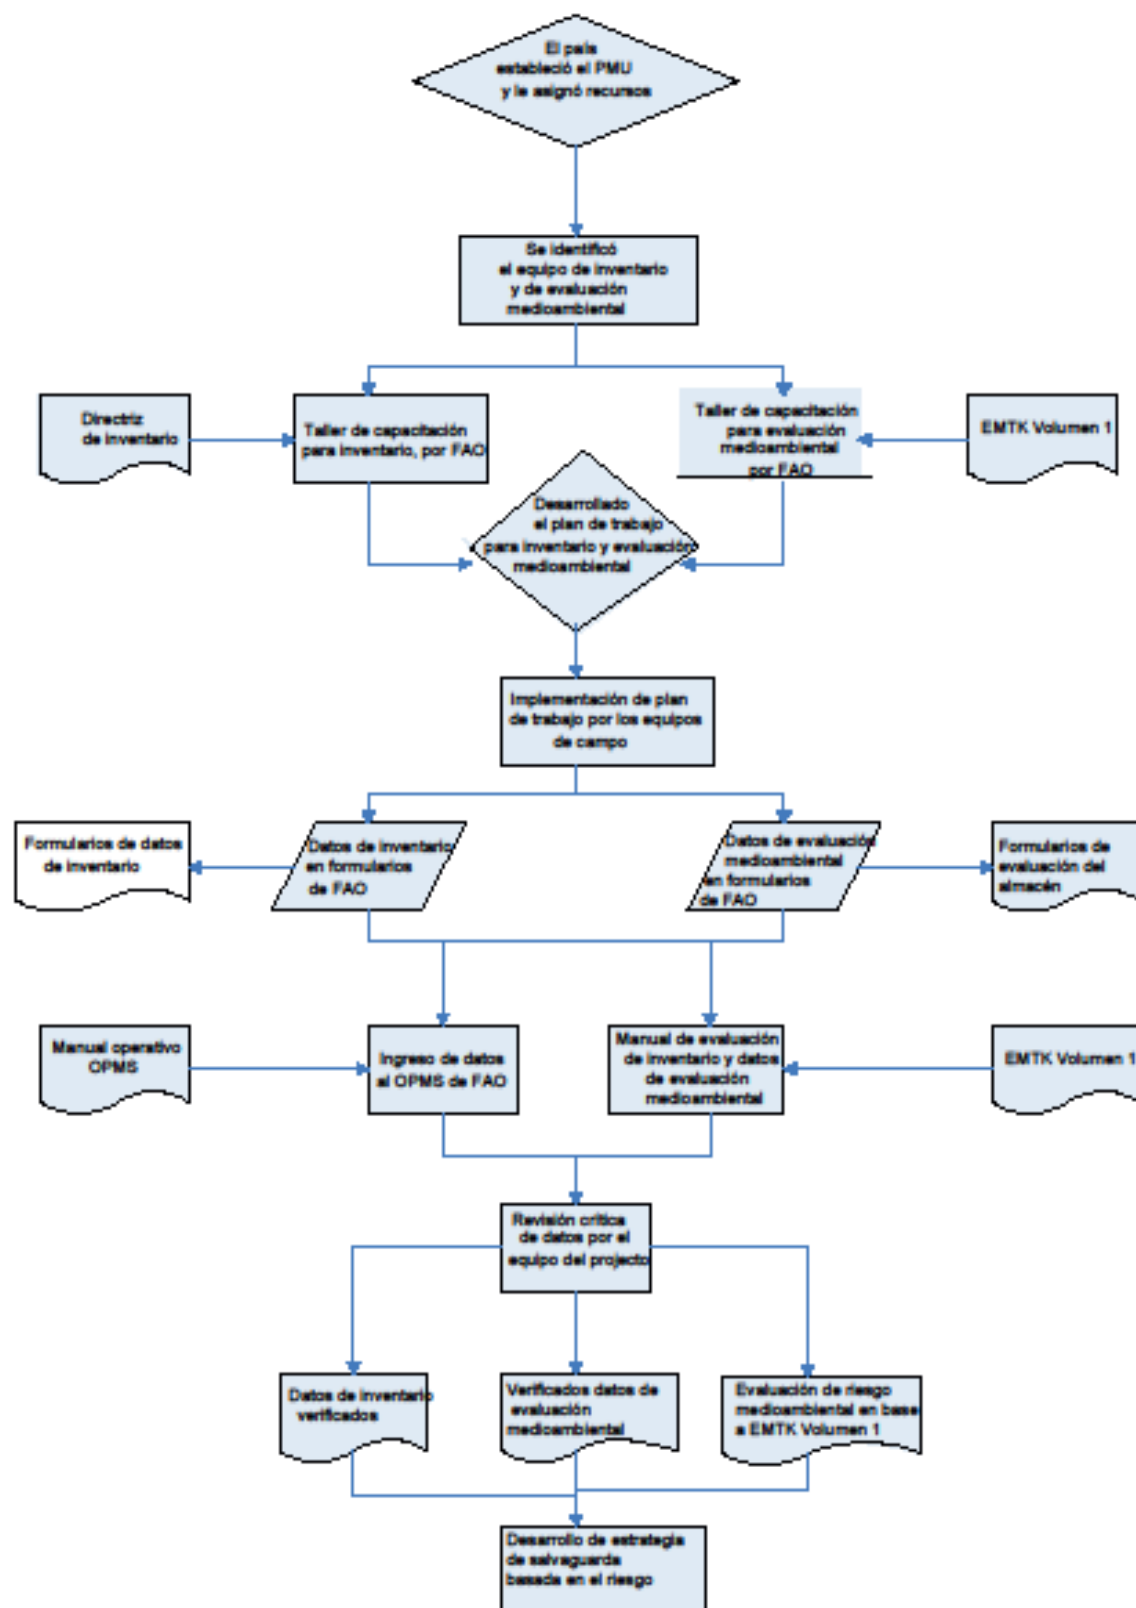 El país
estableció el PMU
y le asignó recursos
Se identificó
el equipo de inventario
y de evaluación
medioambiental
Directriz
de inventario
Taller de capacitación
para inventario, por FAO
Taller de capacitación
para evaluación
medioambiental
por FAO
EMTK Volumen 1
Desarrollado
el plan de trabajo
para inventario y evaluación
medioambiental
Implementación de plan
de trabajo por los equipos
de campo
Formularios de datos
de inventario
Datos de inventario
en formularios
de FAO
Datos de evaluación
medioambiental
en formularios
de FAO
Formularios de
evaluación del
almacén
Manual operativo
OPMS
Ingreso de datos
al OPMS de FAO
Manual de evaluación
de inventario y datos
de evaluación
medioambiental
EMTK Volumen 1
Revisión crítica
de datos por el
equipo del projecto
Datos de inventario
verificados
Verificados datos de
evaluación
medioambiental
Evaluación de riesgo
medioambiental en base
a EMTK Volumen 1
Desarrollo de estrategia
de salvaguarda
basada en el riesgo